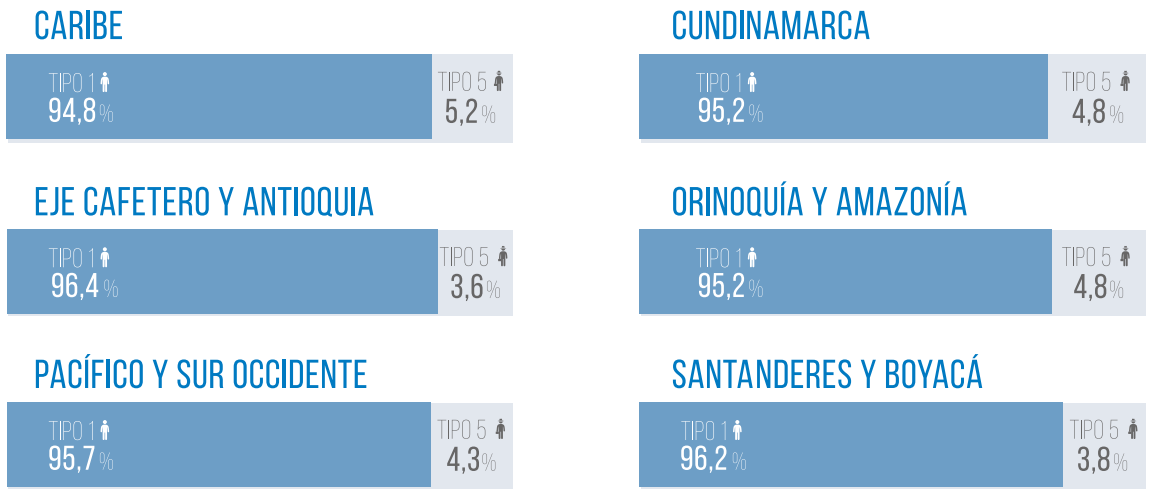 CARIBE
TIPO 1 TIPO 5
94,8% 5,2%
CUNDINAMARCA
TIPO 1 TIPO 5
95,2% 4,8%
EJE CAFETERO Y ANTIOQUIA
TIPO 1 TIPO 5
96,4% 3,6%
ORINOQUÍA Y AMAZONÍA
TIPO 1 TIPO 5
95,2% 4,8%
PACÍFICO Y SUR OCCIDENTE
TIPO 1 TIPO 5
95,7% 4,3%
SANTANDERES Y BOYACÁ
TIPO 1 TIPO 5
96,2% 3,8%